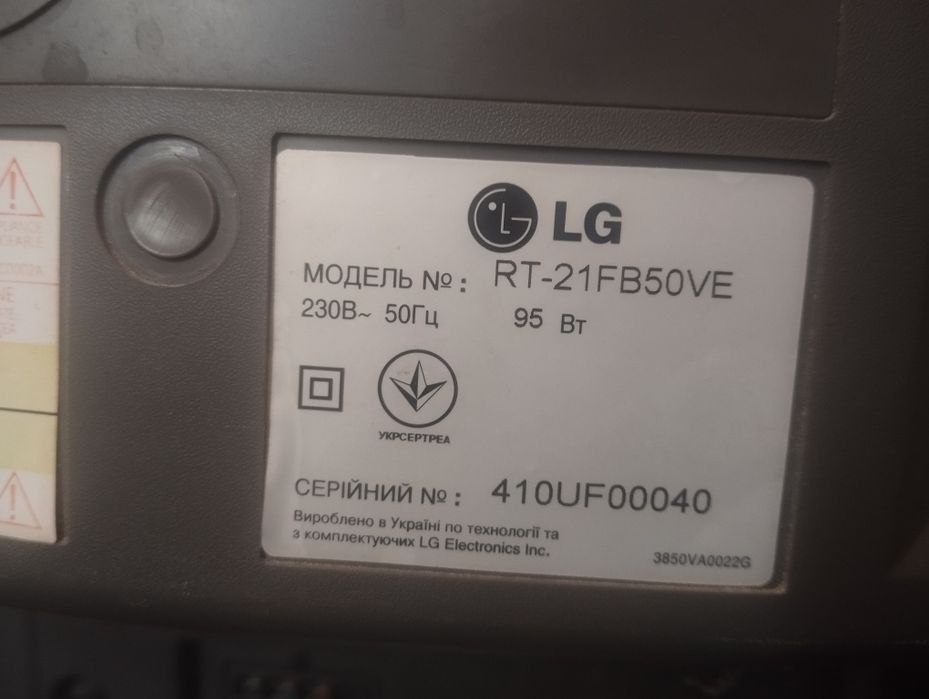 LG
МОДЕЛЬ №: RT-21FB50VE
230В~ 50Гц 95 Вт
УКРСЕРТРЕА
СЕРІЙНИЙ №: 410UF00040
Вироблено в Україні по технології та
з комплектуючих LG Electronics Inc.
3850VA0022G